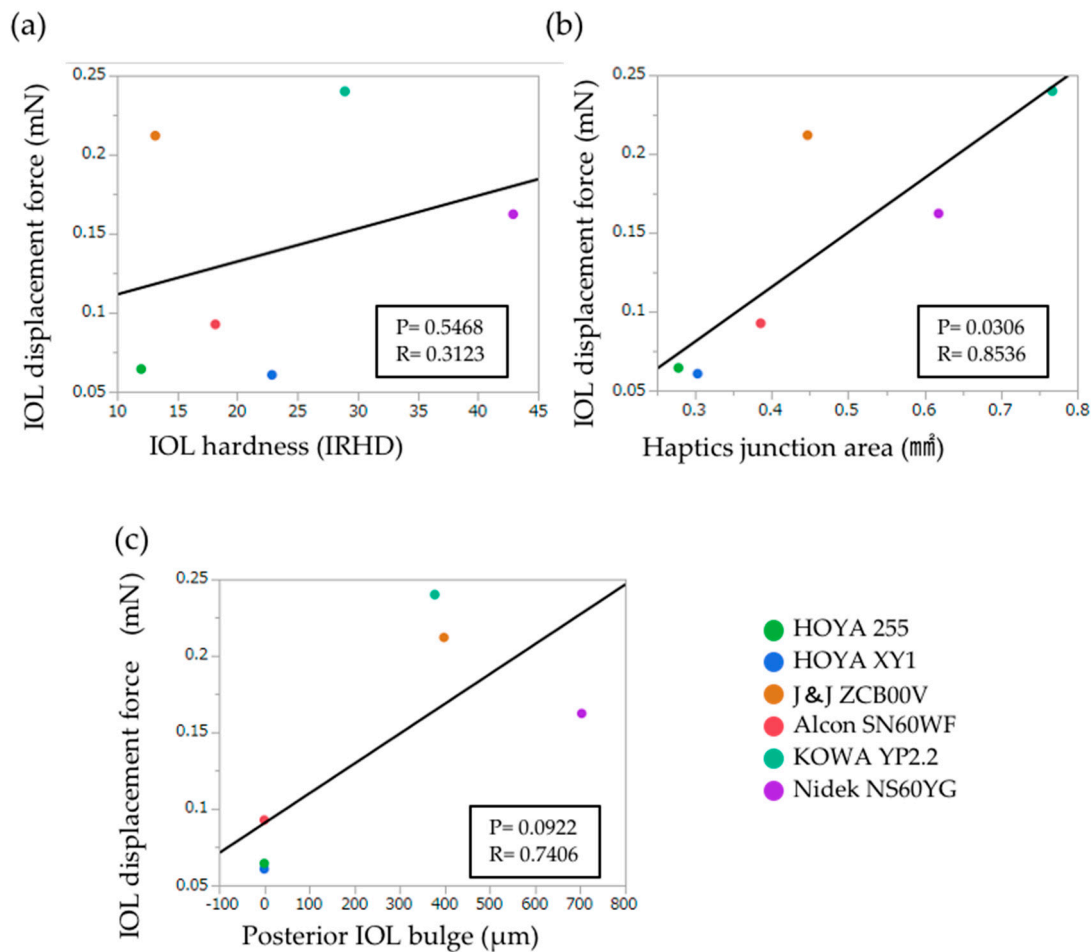 (a)
IOL displacement force (mN)
0.25
0.2
0.15
0.1
0.05
P= 0.5468
R= 0.3123
10 15 20 25 30 35 40 45
IOL hardness (IRHD)
(b)
IOL displacement force (mN)
0.25
0.2
0.15
0.1
0.05
P= 0.0306
R= 0.8536
0.3 0.4 0.5 0.6 0.7 0.8
Haptics junction area (㎟)
(c)
IOL displacement force (mN)
0.25
0.2
0.15
0.1
0.05
P= 0.0922
R= 0.7406
-100 0 100 200 300 400 500 600 700 800
Posterior IOL bulge (µm)
HOYA 255
HOYA XY1
J&J ZCB00V
Alcon SN60WF
KOWA YP2.2
Nidek NS60YG